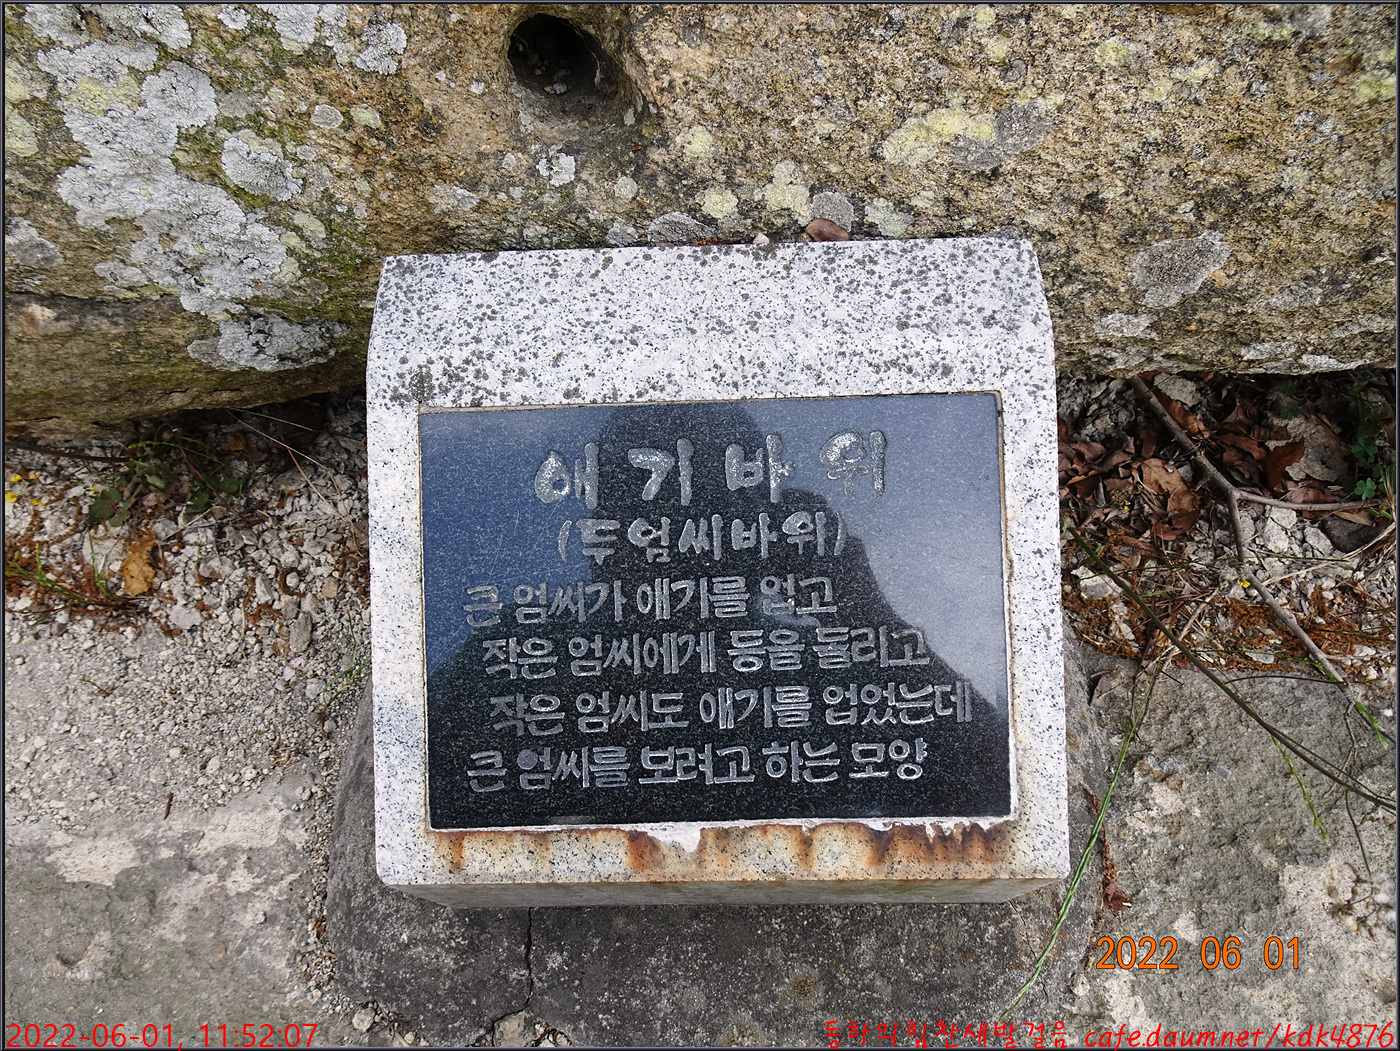 애기바위
(두엄씨바위)
큰 엄씨가 애기를 업고
작은 엄씨에게 등을 돌리고
작은 엄씨도 애기를 업었는데
큰 엄씨를 보려고 하는 모양
2022 06 01
2022-06-01, 11:52:07
동하의힘찬새발걸음 cafe.daum.net/kdk4876